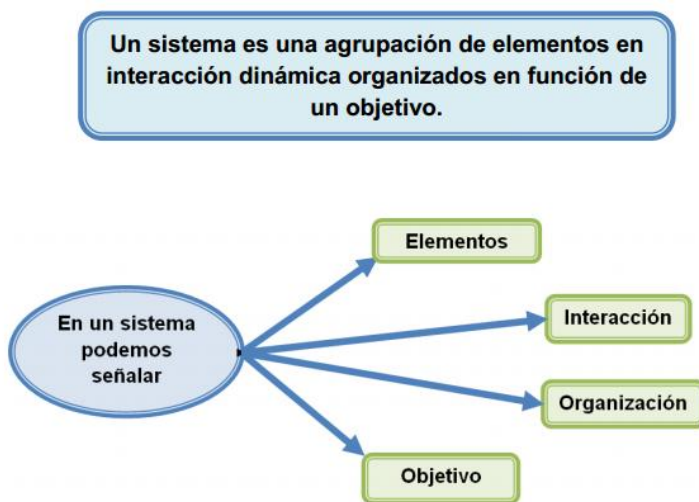 Un sistema es una agrupación de elementos en
interacción dinámica organizados en función de
un objetivo.
Elementos
En un sistema
podemos
señalar
Interacción
Organización
Objetivo